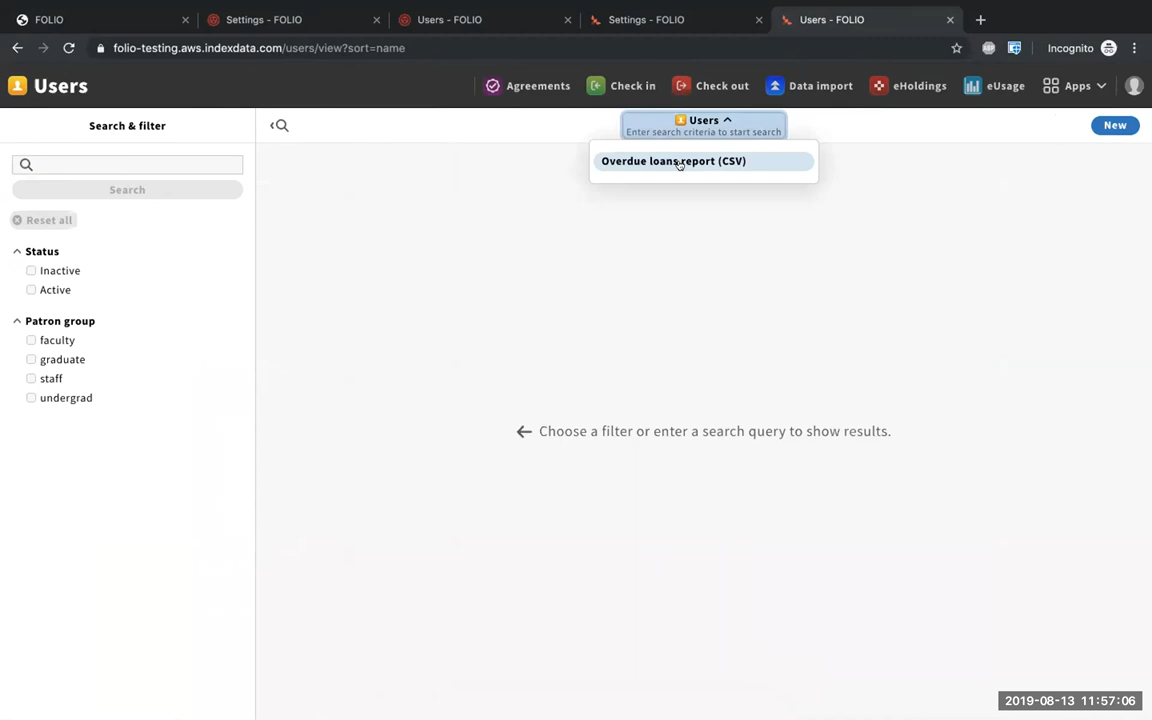 FOLIO
Settings - FOLIO
Users - FOLIO
Settings - FOLIO
Users - FOLIO
folio-testing.aws.indexdata.com/users/view?sort=name
ABP
Incognito
Users
Agreements
Check in
Check out
Data import
eHoldings
eUsage
Apps
Search & filter
Users
Enter search criteria to start search
New
Overdue loans report (CSV)
Search
Reset all
Status
Inactive
Active
Patron group
faculty
graduate
staff
undergrad
Choose a filter or enter a search query to show results.
2019-08-13 11:57:06